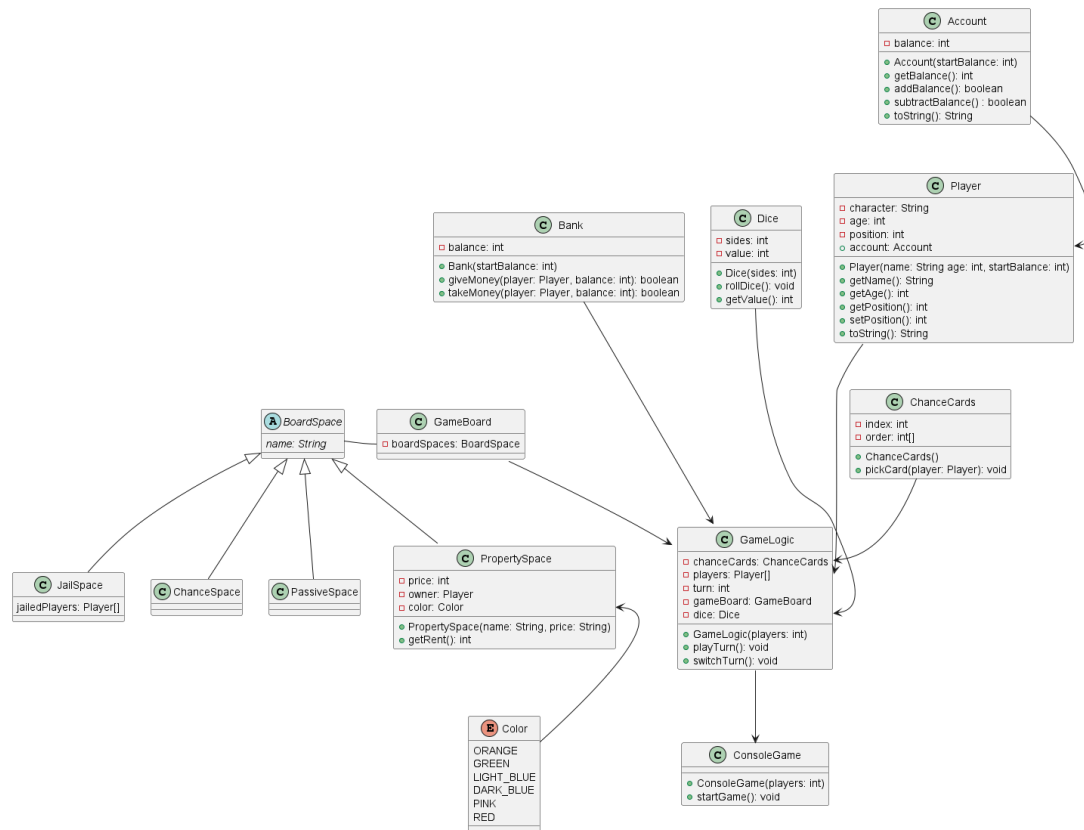 C Account
balance: int
Account(startBalance: int)
getBalance(): int
addBalance(): boolean
subtractBalance() : boolean
toString(): String
C Player
character: String
age: int
position: int
account: Account
Player(name: String age: int, startBalance: int)
getName(): String
getAge(): int
getPosition(): int
setPosition(): int
toString(): String
C Bank
balance: int
Bank(startBalance: int)
giveMoney(player: Player, balance: int): boolean
takeMoney(player: Player, balance: int): boolean
C Dice
sides: int
value: int
Dice(sides: int)
rollDice(): void
getValue(): int
A BoardSpace
name: String
C GameBoard
boardSpaces: BoardSpace
C ChanceCards
index: int
order: int[]
ChanceCards()
pickCard(player: Player): void
C JailSpace
jailedPlayers: Player[]
C ChanceSpace
C PassiveSpace
C PropertySpace
price: int
owner: Player
color: Color
PropertySpace(name: String, price: String)
getRent(): int
C GameLogic
chanceCards: ChanceCards
players: Player[]
turn: int
gameBoard: GameBoard
dice: Dice
GameLogic(players: int)
playTurn(): void
switchTurn(): void
E Color
ORANGE
GREEN
LIGHT_BLUE
DARK_BLUE
PINK
RED
C ConsoleGame
ConsoleGame(players: int)
startGame(): void